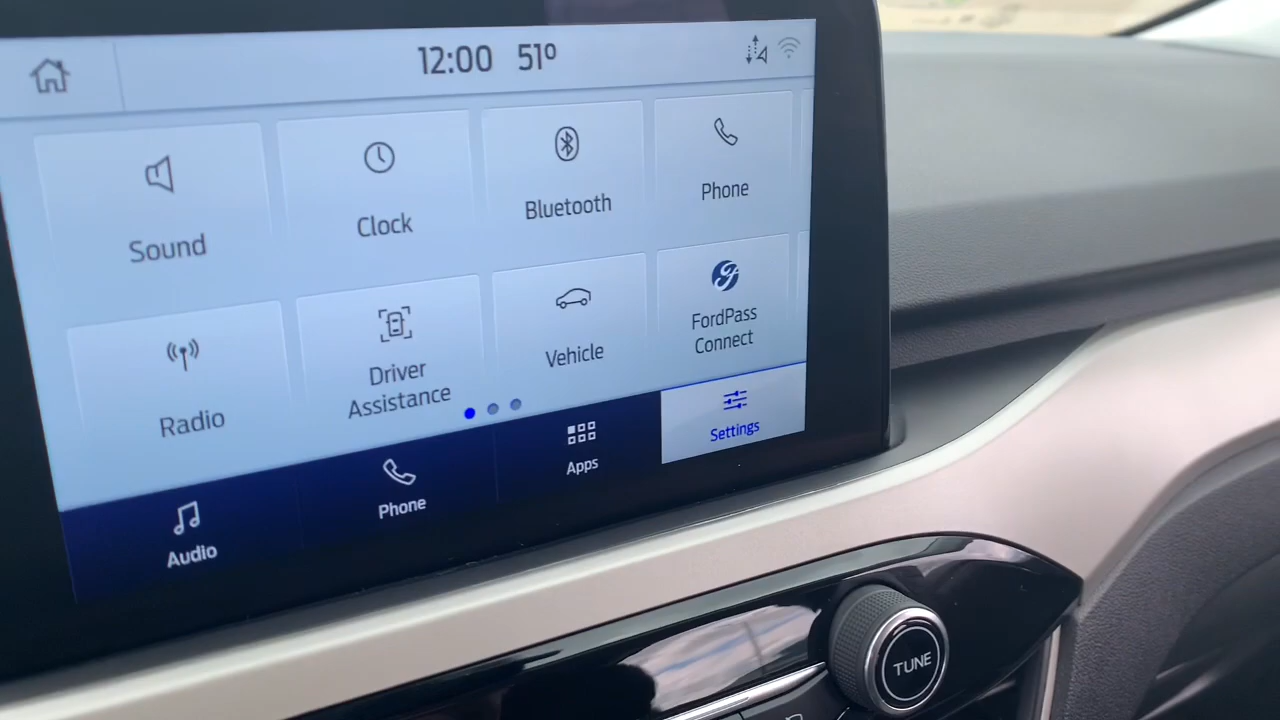 12:00 51°
Sound
Clock
Bluetooth
Phone
Radio
Driver
Assistance
Vehicle
FordPass
Connect
Audio
Phone
Apps
Settings
TUNE